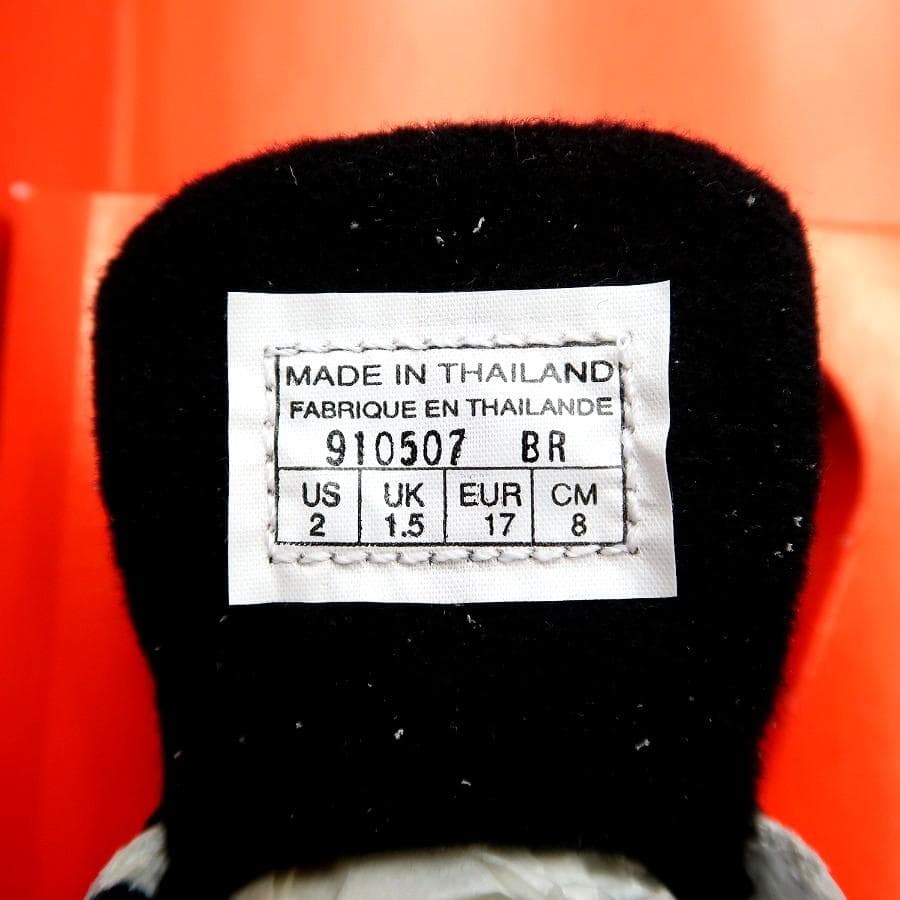 MADE IN THAILAND
FABRIQUE EN THAILANDE
910507 BR
US UK EUR CM
2 1.5 17 8